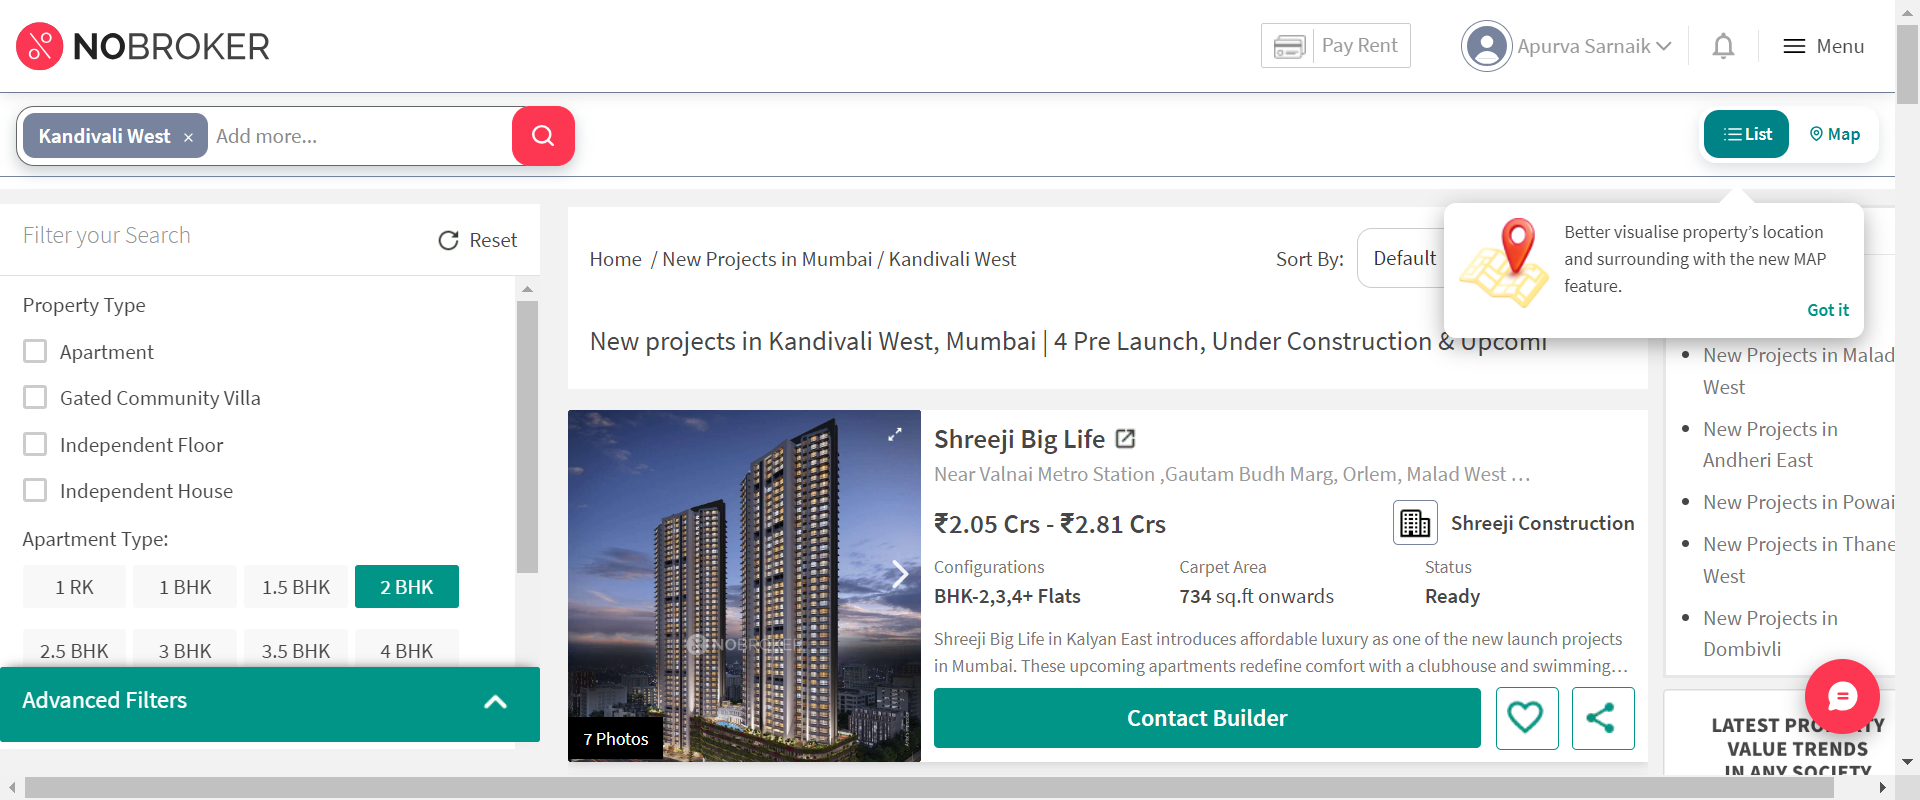 NOBROKER
Pay Rent
Apurva Sarnaik
Menu
Kandivali West ×
Add more...
List
Map
Better visualise property's location
and surrounding with the new MAP
feature.
Got it
Filter your Search
Reset
Property Type
Apartment
Gated Community Villa
Independent Floor
Independent House
Apartment Type:
1 RK
1 BHK
1.5 BHK
2 BHK
2.5 BHK
3 BHK
3.5 BHK
4 BHK
Advanced Filters
Home / New Projects in Mumbai / Kandivali West
Sort By:
Default
New projects in Kandivali West, Mumbai | 4 Pre Launch, Under Construction & Upcomi
NOBROKER
7 Photos
Shreeji Big Life
Near Valnai Metro Station ,Gautam Budh Marg, Orlem, Malad West …
₹2.05 Crs - ₹2.81 Crs
Shreeji Construction
Configurations
BHK-2,3,4+ Flats
Carpet Area
734 sq.ft onwards
Status
Ready
Shreeji Big Life in Kalyan East introduces affordable luxury as one of the new launch projects
in Mumbai. These upcoming apartments redefine comfort with a clubhouse and swimming…
Contact Builder
New Projects in Malad
West
New Projects in
Andheri East
New Projects in Powai
New Projects in Thane
West
New Projects in
Dombivli
LATEST PROPERTY
VALUE TRENDS
IN ANY SOCIETY